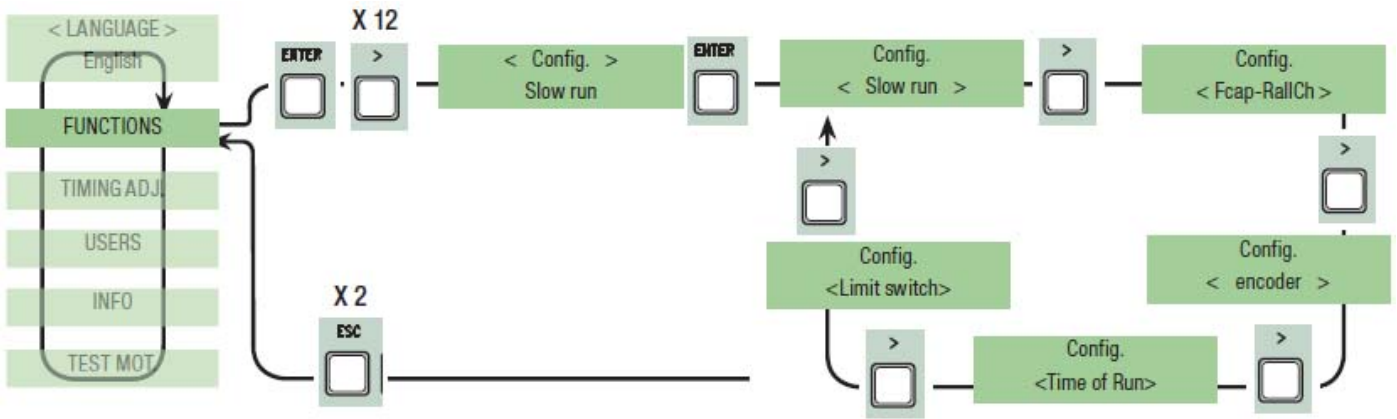 < LANGUAGE >
English
FUNCTIONS
TIMING ADJ.
USERS
INFO
TEST MOT.
ENTER
X 12
>
< Config. >
Slow run
ENTER
Config.
< Slow run >
>
Config.
< Fcap-RallCh >
>
Config.
< encoder >
>
Config.
<Time of Run>
>
Config.
<Limit switch>
>
X 2
ESC